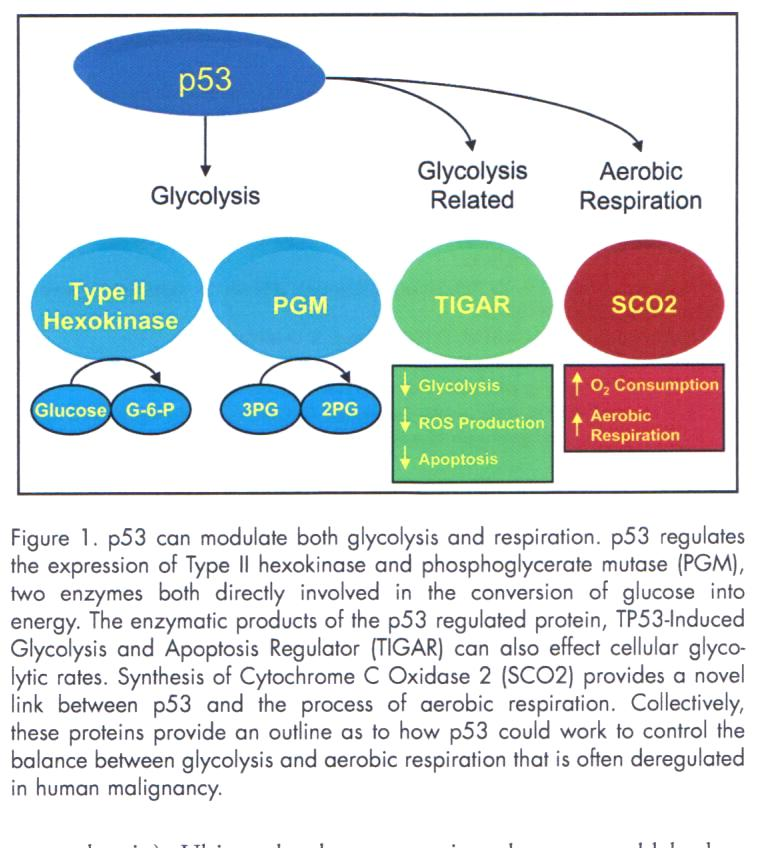 p53
Glycolysis
Glycolysis
Related
Aerobic
Respiration
Type II
Hexokinase
PGM
TIGAR
SCO2
Glucose
G-6-P
3PG
2PG
↓ Glycolysis
↓ ROS Production
↓ Apoptosis
↑ O₂ Consumption
↑ Aerobic
Respiration
Figure 1. p53 can modulate both glycolysis and respiration. p53 regulates
the expression of Type II hexokinase and phosphoglycerate mutase (PGM),
two enzymes both directly involved in the conversion of glucose into
energy. The enzymatic products of the p53 regulated protein, TP53-Induced
Glycolysis and Apoptosis Regulator (TIGAR) can also effect cellular glyco-
lytic rates. Synthesis of Cytochrome C Oxidase 2 (SCO2) provides a novel
link between p53 and the process of aerobic respiration. Collectively,
these proteins provide an outline as to how p53 could work to control the
balance between glycolysis and aerobic respiration that is often deregulated
in human malignancy.